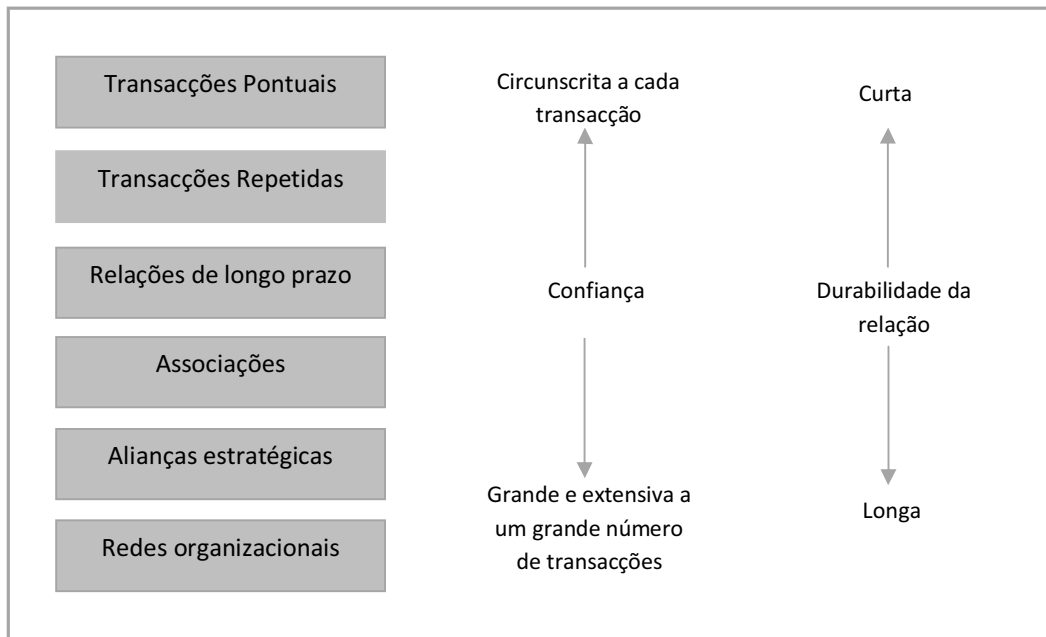 Transacções Pontuais
Transacções Repetidas
Relações de longo prazo
Associações
Alianças estratégicas
Redes organizacionais
Circunscrita a cada
transacção
Confiança
Grande e extensiva a
um grande número
de transacções
Curta
Durabilidade da
relação
Longa